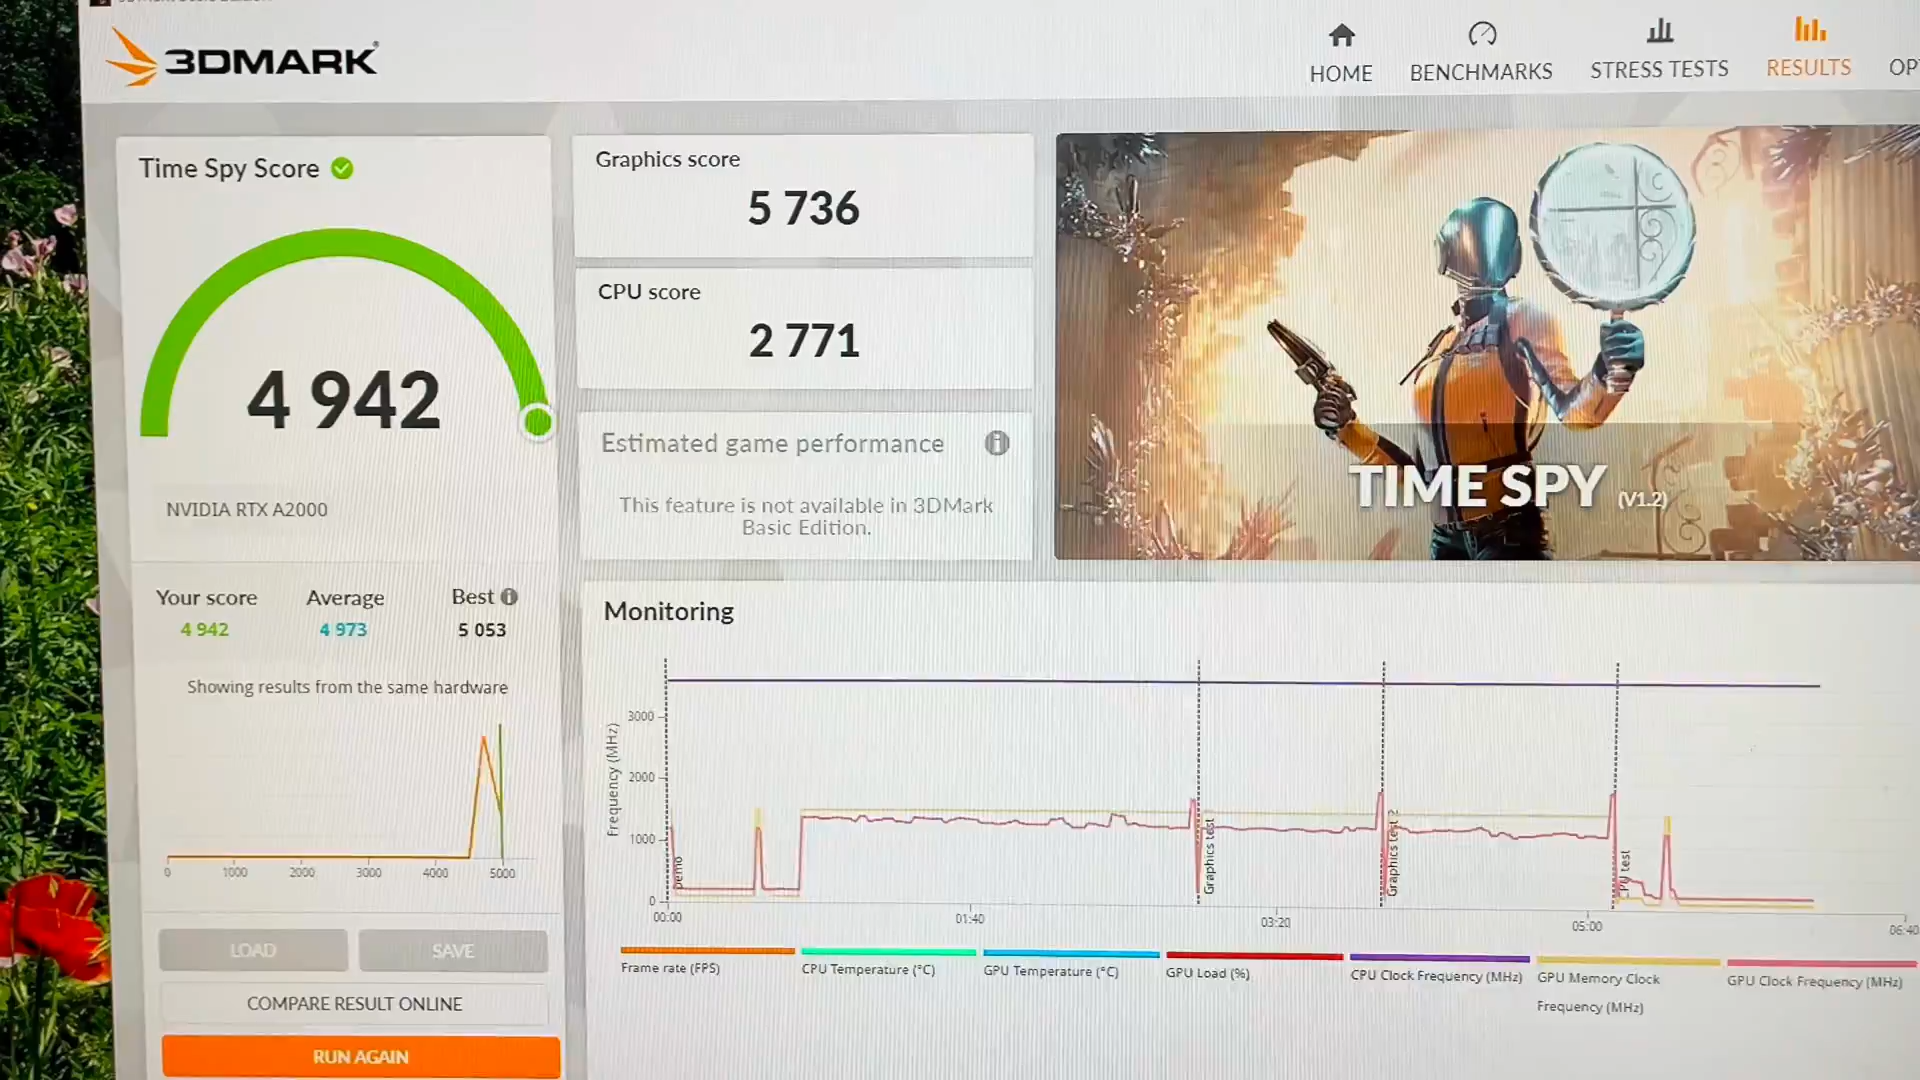 3DMARK
HOME
BENCHMARKS
STRESS TESTS
RESULTS
Time Spy Score
4 942
NVIDIA RTX A2000
Your score
Average
Best
4 942
4 973
5 053
Showing results from the same hardware
0
1000
2000
3000
4000
5000
LOAD
SAVE
COMPARE RESULT ONLINE
RUN AGAIN
Graphics score
5 736
CPU score
2 771
Estimated game performance
This feature is not available in 3DMark
Basic Edition.
TIME SPY (V1.2)
Monitoring
Frequency (MHz)
3000
2000
1000
0
Demo
Graphics test
Graphics test 2
CPU test
00:00
01:40
03:20
05:00
06:40
Frame rate (FPS)
CPU Temperature (°C)
GPU Temperature (°C)
GPU Load (%)
CPU Clock Frequency (MHz)
GPU Memory Clock
Frequency (MHz)
GPU Clock Frequency (MHz)